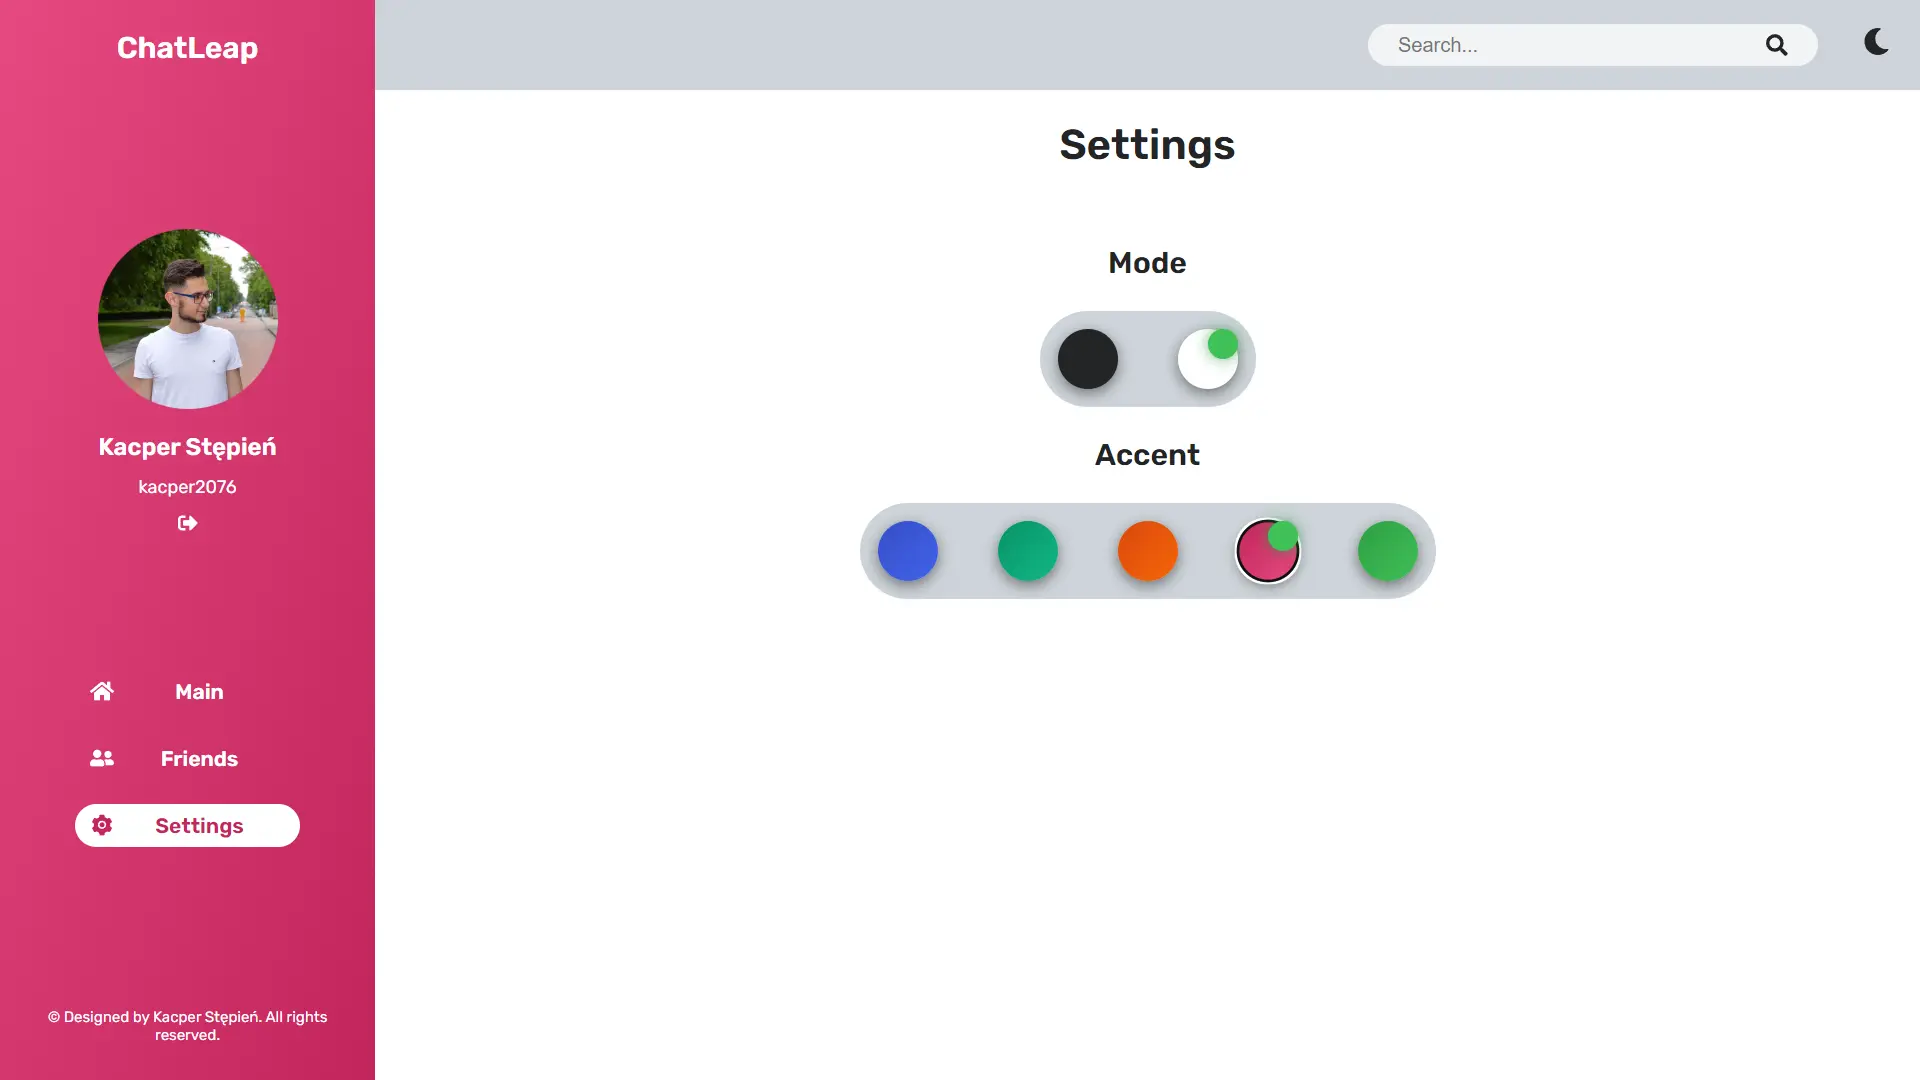 ChatLeap
Search...
Settings
Mode
Accent
Kacper Stępień
kacper2076
Main
Friends
Settings
© Designed by Kacper Stępień. All rights
reserved.